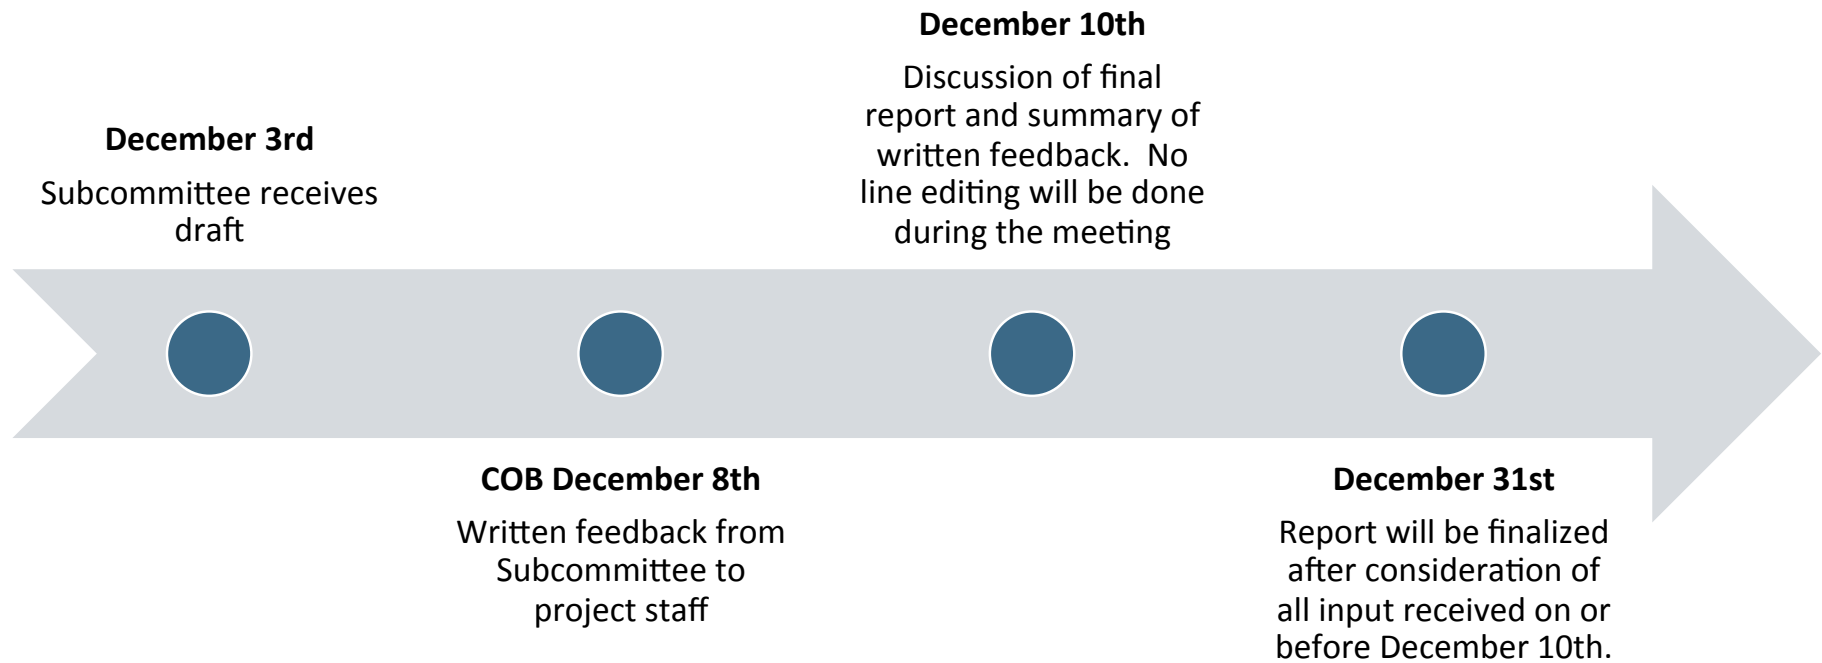 December 3rd
Subcommittee receives
draft
COB December 8th
Written feedback from
Subcommittee to
project staff
December 10th
Discussion of final
report and summary of
written feedback.  No
line editing will be done
during the meeting
December 31st
Report will be finalized
after consideration of
all input received on or
before December 10th.